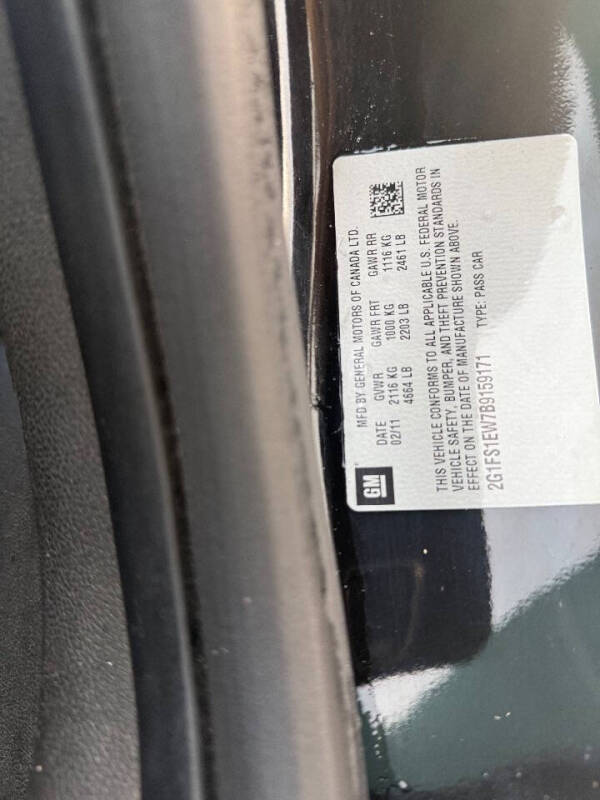 GM
MFD BY GENERAL MOTORS OF CANADA LTD.
DATE GVWR GAWR FRT GAWR RR
02/11 2116 KG 1000 KG 1116 KG
4664 LB 2203 LB 2461 LB
THIS VEHICLE CONFORMS TO ALL APPLICABLE U.S. FEDERAL MOTOR
VEHICLE SAFETY, BUMPER, AND THEFT PREVENTION STANDARDS IN
EFFECT ON THE DATE OF MANUFACTURE SHOWN ABOVE.
2G1FS1EW7B9159171 TYPE: PASS CAR